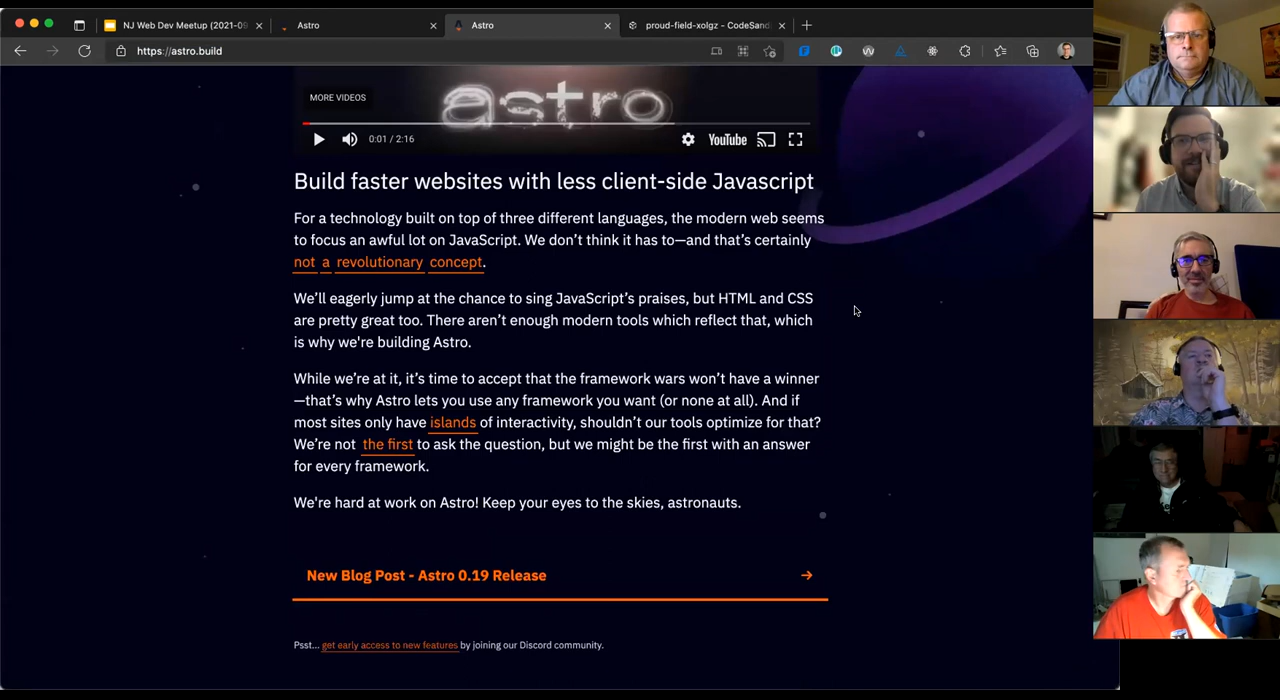 NJ Web Dev Meetup (2021-09
Astro
Astro
proud-field-xolgz - CodeSand
https://astro.build
MORE VIDEOS
astro
0:01 / 2:16
YouTube
Build faster websites with less client-side Javascript
For a technology built on top of three different languages, the modern web seems
to focus an awful lot on JavaScript. We don’t think it has to—and that’s certainly
not a revolutionary concept.
We’ll eagerly jump at the chance to sing JavaScript’s praises, but HTML and CSS
are pretty great too. There aren’t enough modern tools which reflect that, which
is why we're building Astro.
While we’re at it, it’s time to accept that the framework wars won’t have a winner
—that’s why Astro lets you use any framework you want (or none at all). And if
most sites only have islands of interactivity, shouldn’t our tools optimize for that?
We’re not the first to ask the question, but we might be the first with an answer
for every framework.
We're hard at work on Astro! Keep your eyes to the skies, astronauts.
New Blog Post - Astro 0.19 Release
Psst... get early access to new features by joining our Discord community.